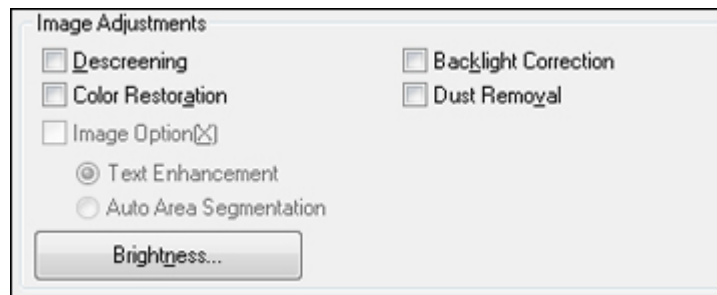 Image Adjustments
Descreening
Backlight Correction
Color Restoration
Dust Removal
Image Option(X)
Text Enhancement
Auto Area Segmentation
Brightness...